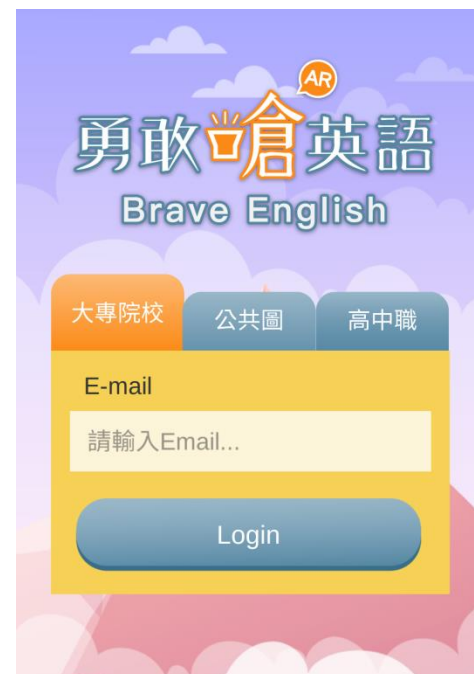 AR
勇敢嗆英語
Brave English
大專院校 公共圖 高中職
E-mail
請輸入Email...
Login